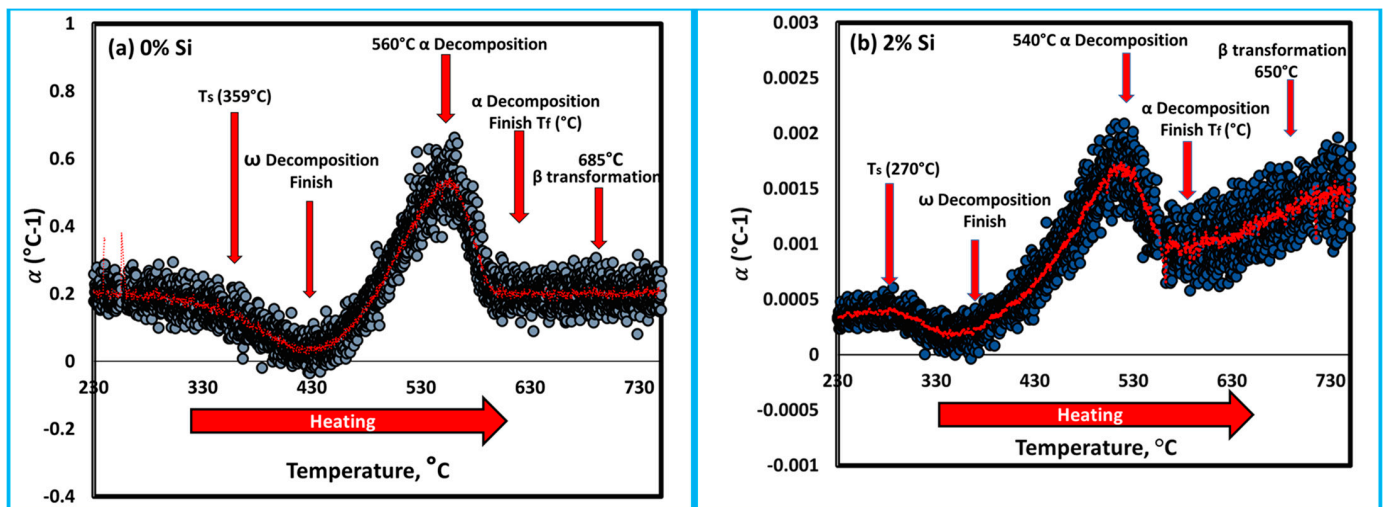 (a) 0% Si
560°C α Decomposition
Ts (359°C)
α Decomposition
Finish Tf (°C)
ω Decomposition
Finish
685°C
β transformation
α (°C-1)
1
0.8
0.6
0.4
0.2
0
-0.2
-0.4
230 330 430 530 630 730
Heating
Temperature, °C
(b) 2% Si
540°C α Decomposition
β transformation
650°C
α Decomposition
Finish Tf (°C)
Ts (270°C)
ω Decomposition
Finish
α (°C-1)
0.003
0.0025
0.002
0.0015
0.001
0.0005
0
-0.0005
-0.001
230 330 430 530 630 730
Heating
Temperature, °C